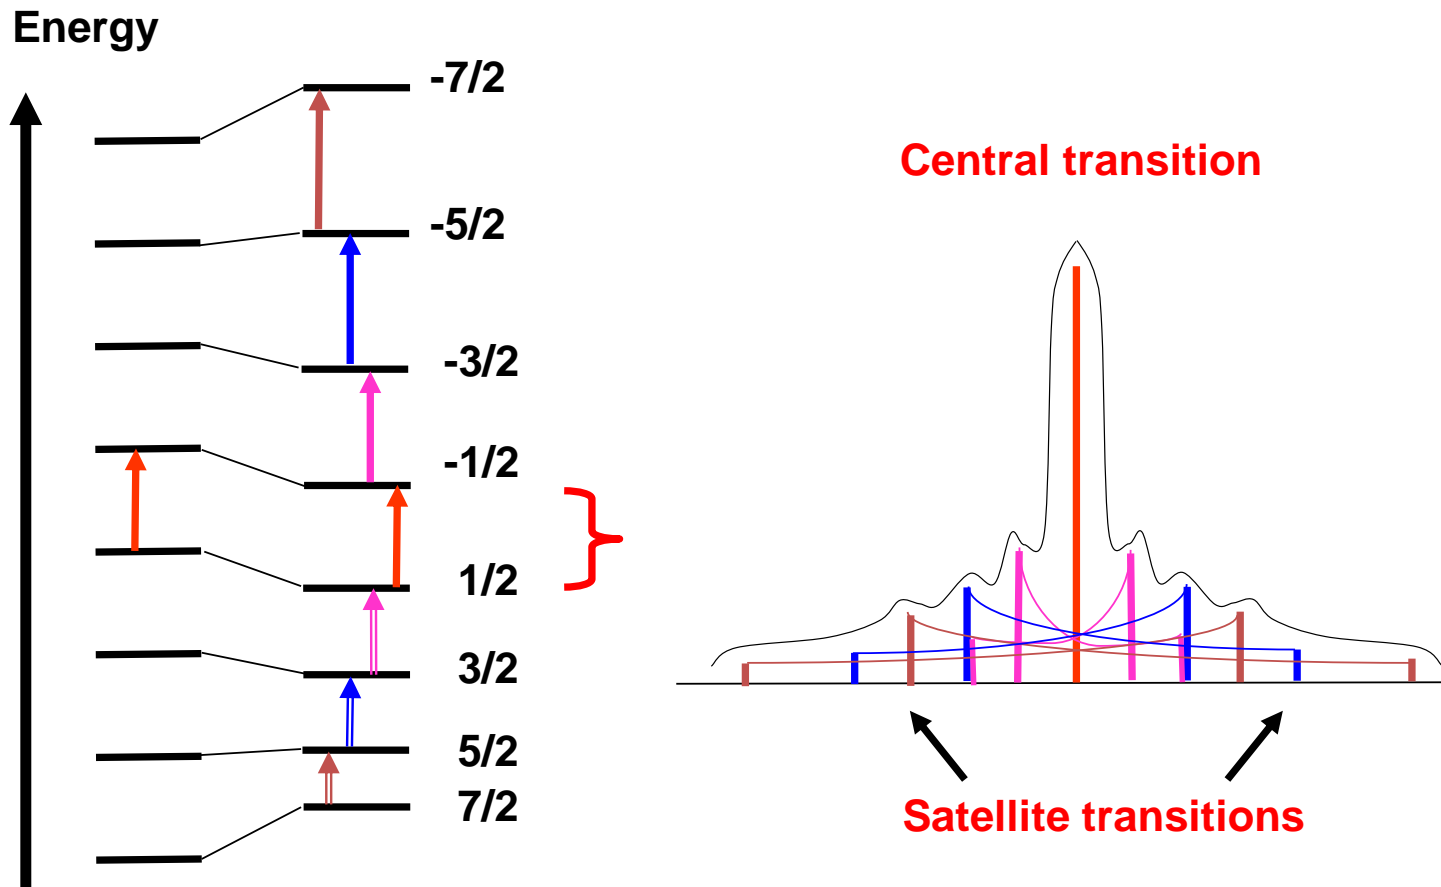 Energy
-7/2
-5/2
-3/2
-1/2
1/2
3/2
5/2
7/2
Central transition
Satellite transitions